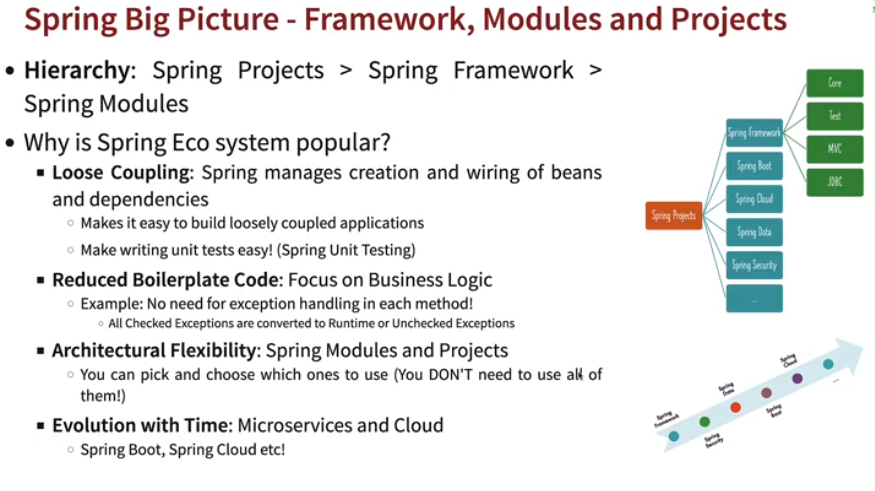 Spring Big Picture - Framework, Modules and Projects
• Hierarchy: Spring Projects > Spring Framework >
Spring Modules
• Why is Spring Eco system popular?
▪ Loose Coupling: Spring manages creation and wiring of beans
and dependencies
○ Makes it easy to build loosely coupled applications
○ Make writing unit tests easy! (Spring Unit Testing)
▪ Reduced Boilerplate Code: Focus on Business Logic
○ Example: No need for exception handling in each method!
○ All Checked Exceptions are converted to Runtime or Unchecked Exceptions
▪ Architectural Flexibility: Spring Modules and Projects
○ You can pick and choose which ones to use (You DON'T need to use all of
them!)
▪ Evolution with Time: Microservices and Cloud
○ Spring Boot, Spring Cloud etc!
Spring Projects
Spring Framework
Spring Boot
Spring Cloud
Spring Data
Spring Security
...
Core
Test
MVC
JDBC
Spring
Framework
Spring
Security
Spring
Data
Spring
Boot
Spring
Cloud
...